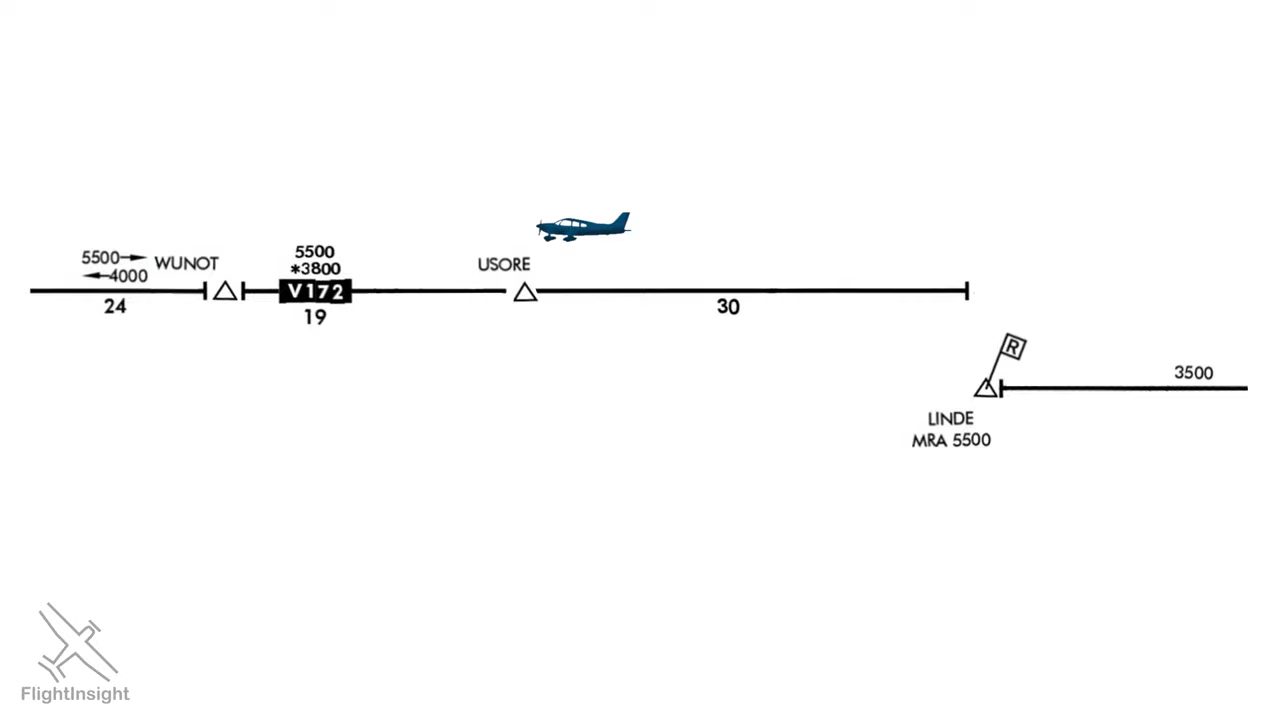 5500
*3800
5500
4000
WUNOT
USORE
V172
24
19
30
R
3500
LINDE
MRA 5500
FlightInsight